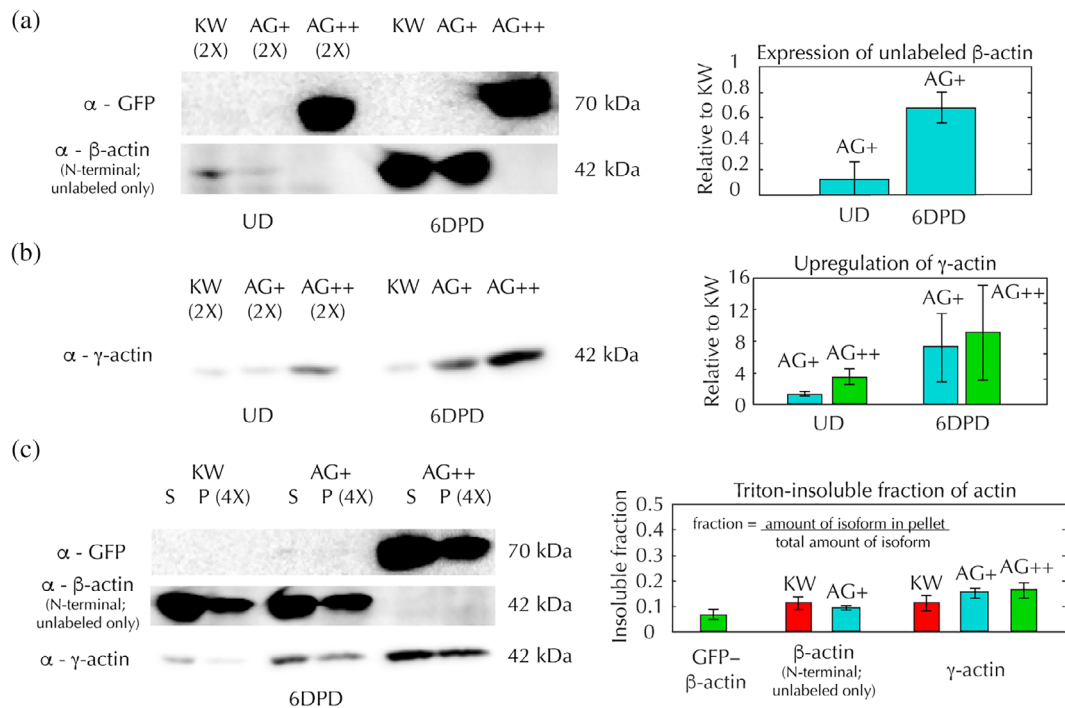 (a)
KW AG+ AG++ KW AG+ AG++
(2X) (2X) (2X)
α - GFP
70 kDa
α - β-actin
(N-terminal;
unlabeled only)
42 kDa
UD 6DPD
Expression of unlabeled β-actin
Relative to KW
1
0.8
0.6
0.4
0.2
0
AG+
AG+
UD 6DPD
(b)
KW AG+ AG++ KW AG+ AG++
(2X) (2X) (2X)
α - γ-actin
42 kDa
UD 6DPD
Upregulation of γ-actin
Relative to KW
16
12
8
4
0
AG+ AG++
AG+ AG++
UD 6DPD
(c)
KW AG+ AG++
S P (4X) S P (4X) S P (4X)
α - GFP
70 kDa
α - β-actin
(N-terminal;
unlabeled only)
42 kDa
α - γ-actin
42 kDa
6DPD
Triton-insoluble fraction of actin
Insoluble fraction
0.5
0.4
0.3
0.2
0.1
0
fraction = amount of isoform in pellet
total amount of isoform
KW AG+ KW AG+ AG++
GFP–
β-actin
β-actin
(N-terminal;
unlabeled only)
γ-actin